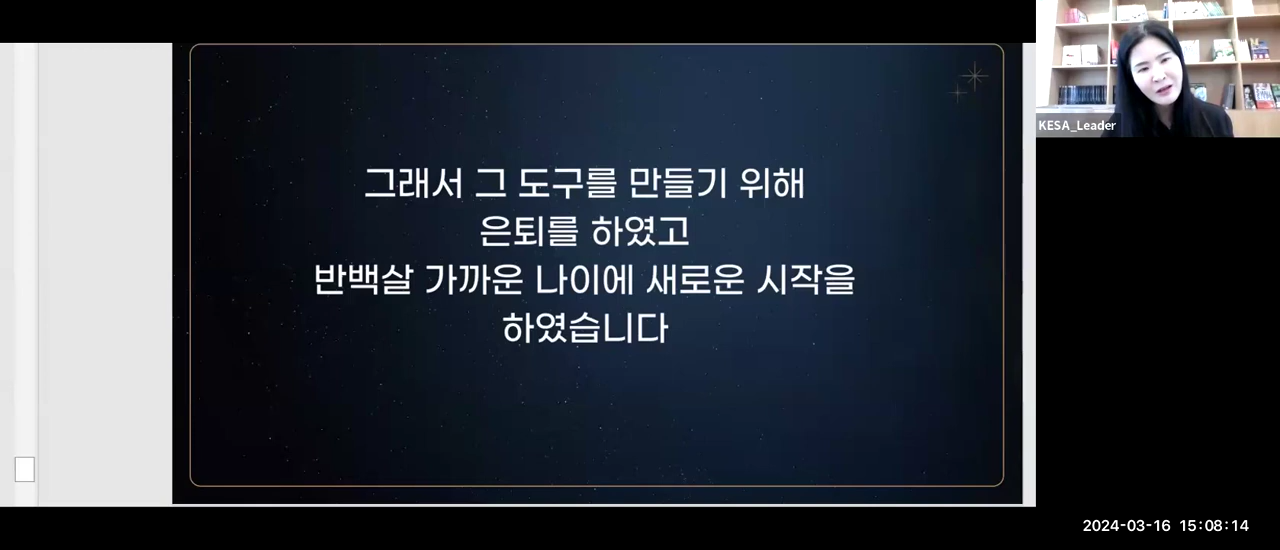 그래서 그 도구를 만들기 위해
은퇴를 하였고
반백살 가까운 나이에 새로운 시작을
하였습니다
KESA_Leader
2024-03-16 15:08:14